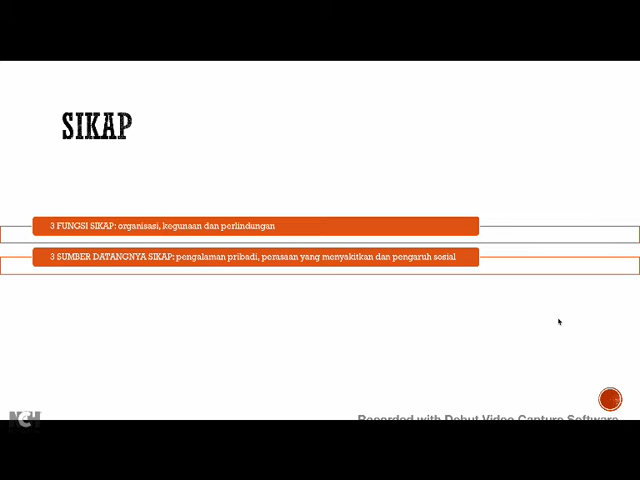 SIKAP
3 FUNGSI SIKAP: organisasi, kegunaan dan perlindungan
3 SUMBER DATANGNYA SIKAP: pengalaman pribadi, perasaan yang menyakitkan dan pengaruh sosial
NCH
Recorded with Debut Video Capture Software